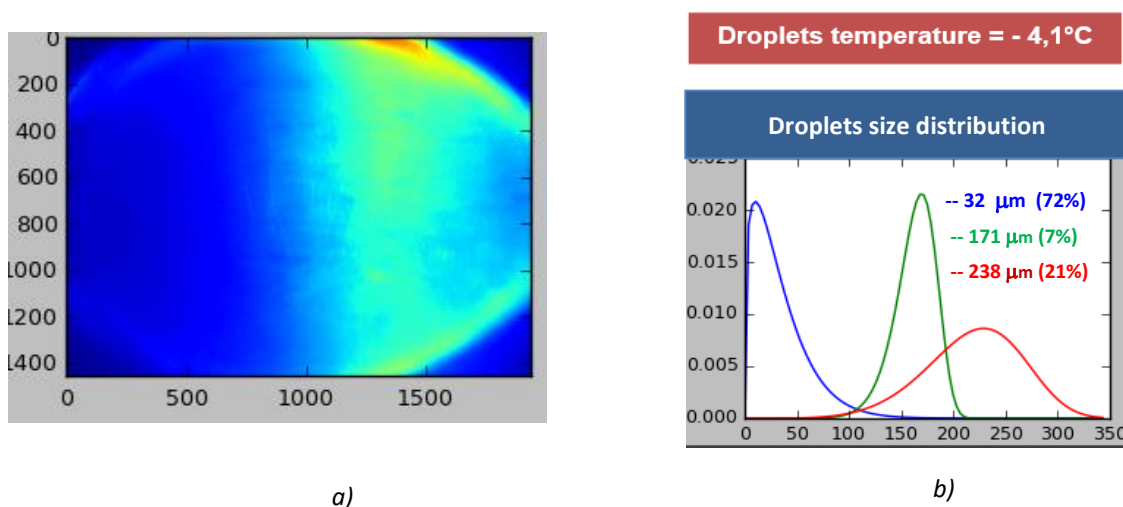 0
200
400
600
800
1000
1200
1400
0 500 1000 1500
a)
Droplets temperature = - 4,1°C
Droplets size distribution
0.025
0.020
0.015
0.010
0.005
0.000
-- 32 μm (72%)
-- 171 μm (7%)
-- 238 μm (21%)
0 50 100 150 200 250 300 350
b)